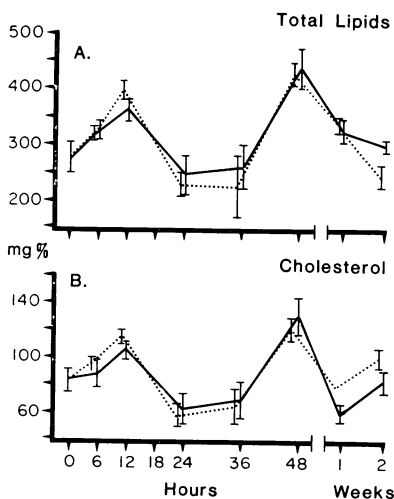 Total Lipids
500
A.
400
300
200
mg %
Cholesterol
B.
140
100
60
0 6 12 18 24 36 48 1 2
Hours Weeks